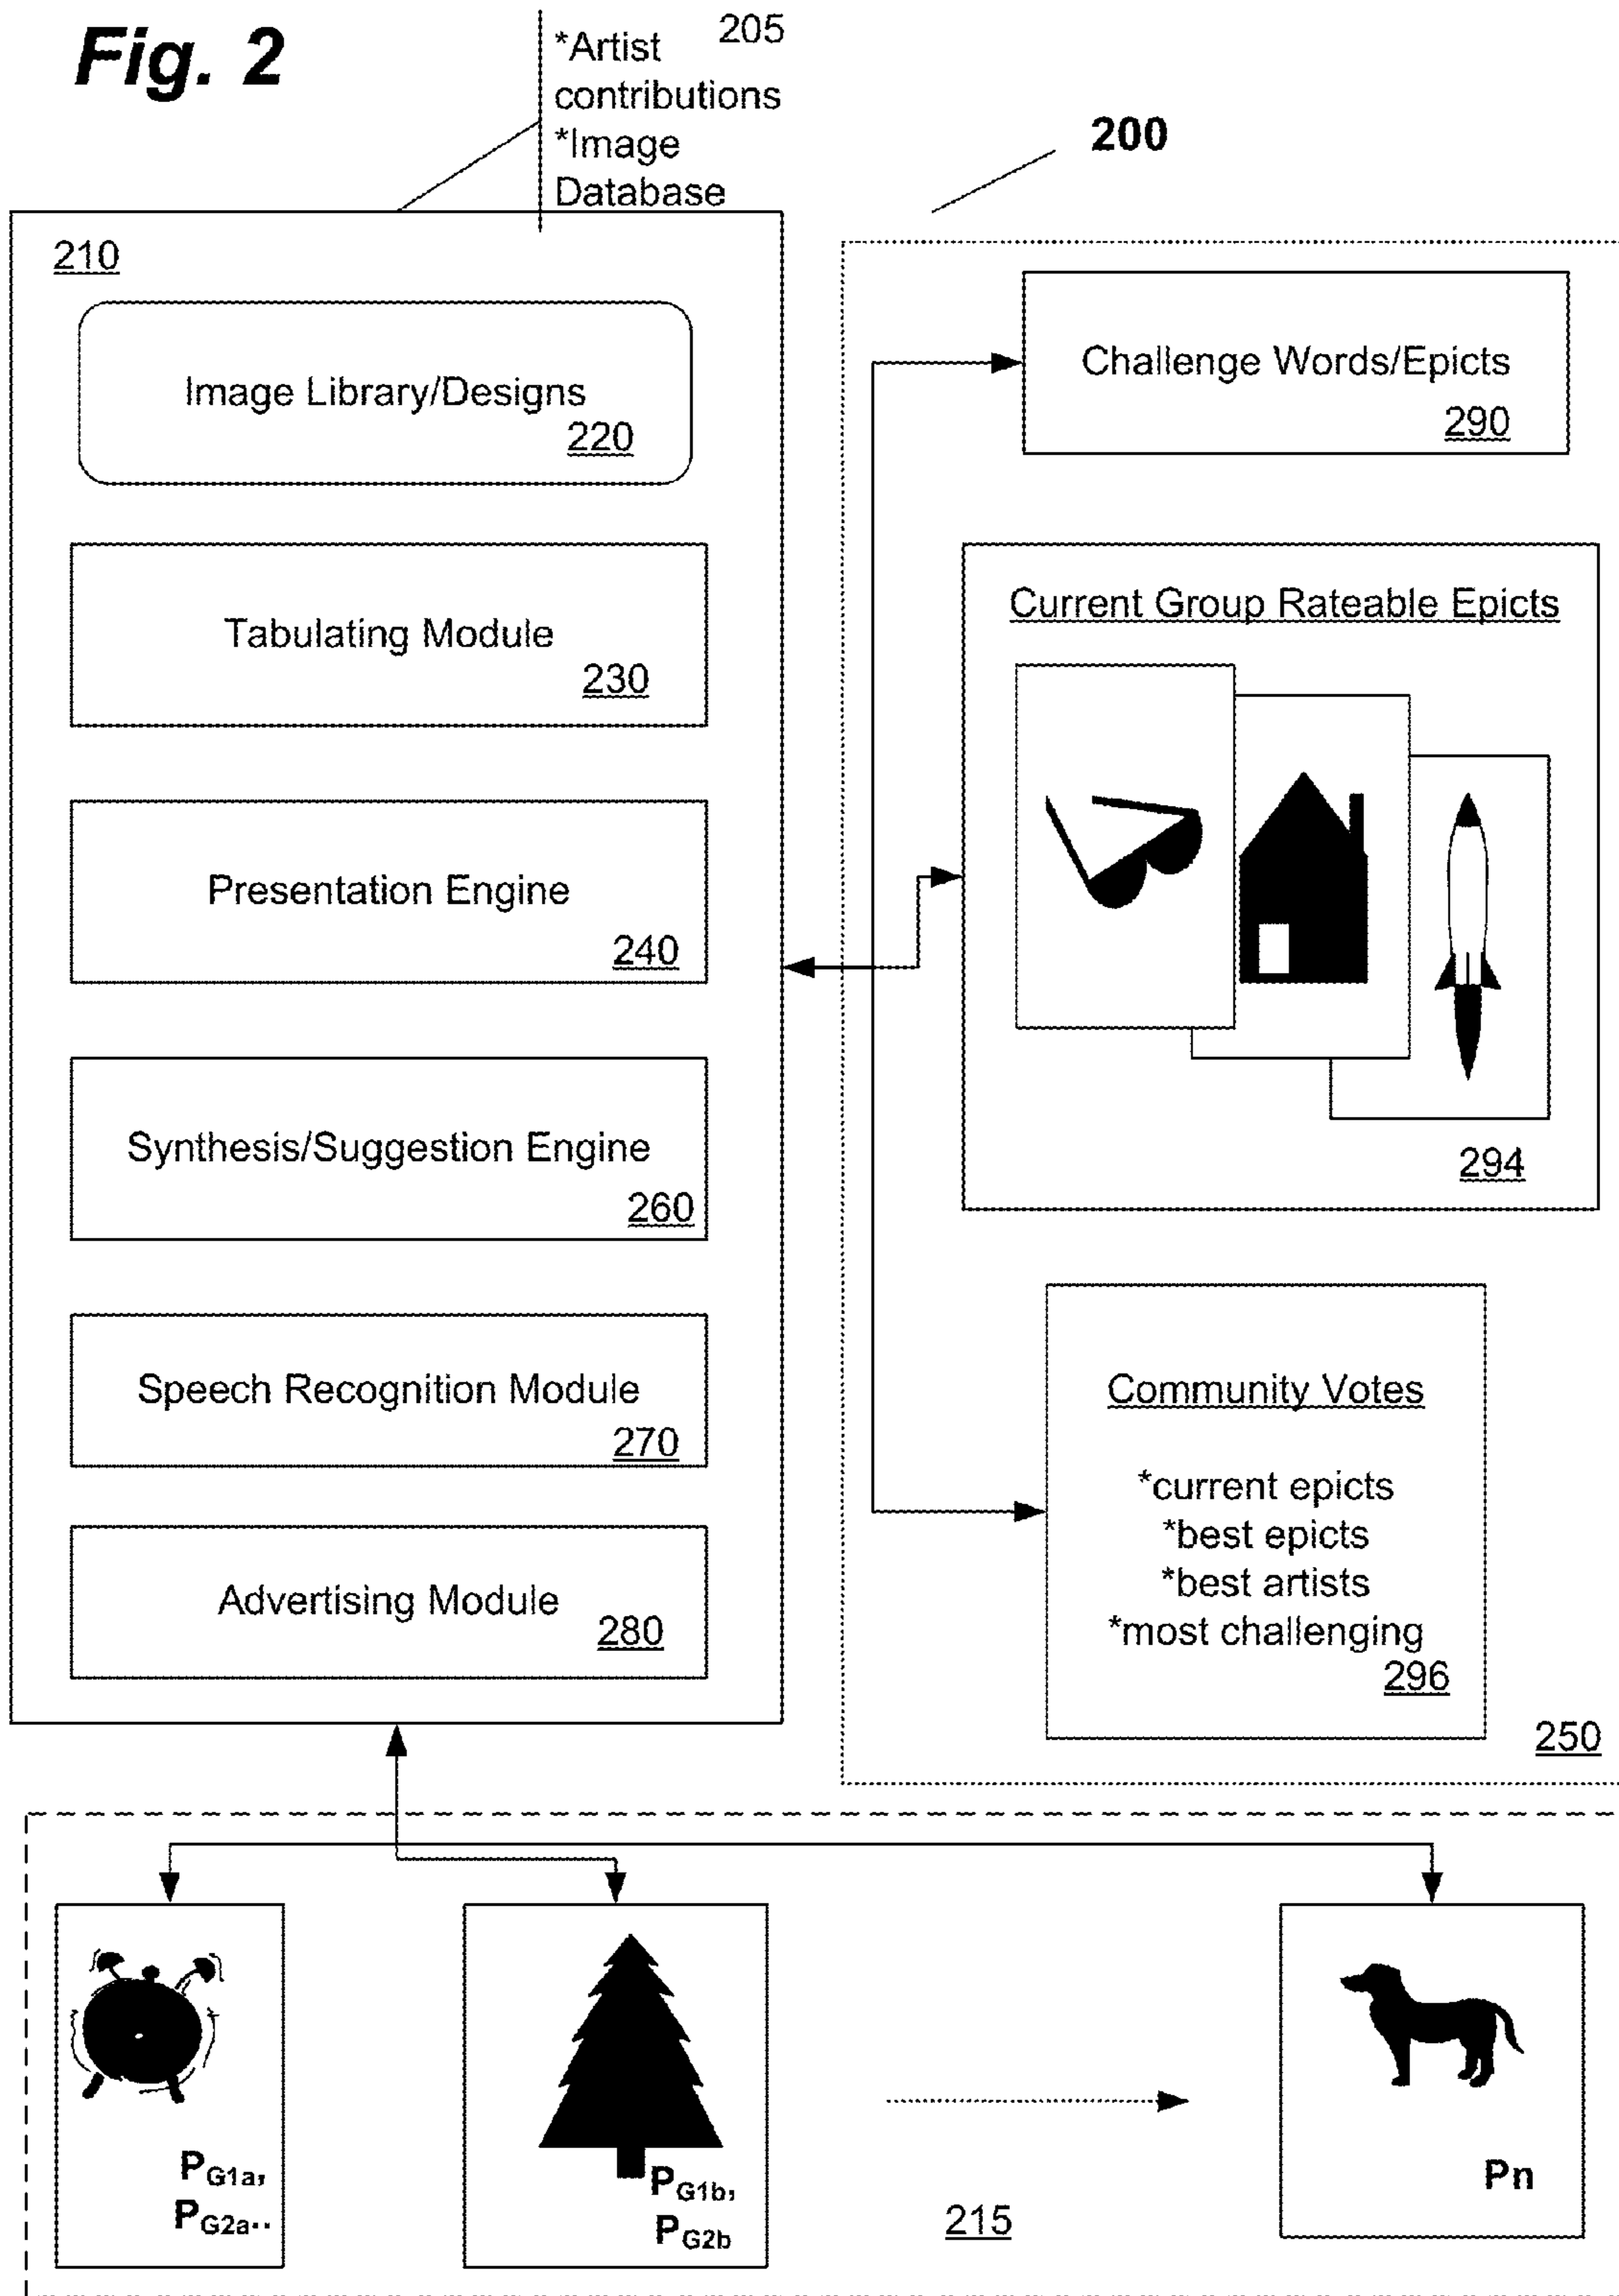 Fig. 2
205
*Artist
contributions
*Image
Database
200
210
Image Library/Designs
220
Tabulating Module
230
Presentation Engine
240
Synthesis/Suggestion Engine
260
Speech Recognition Module
270
Advertising Module
280
Challenge Words/Epicts
290
Current Group Rateable Epicts
294
Community Votes
*current epicts
*best epicts
*best artists
*most challenging
296
250
PG1a,
PG2a..
PG1b,
PG2b
215
Pn